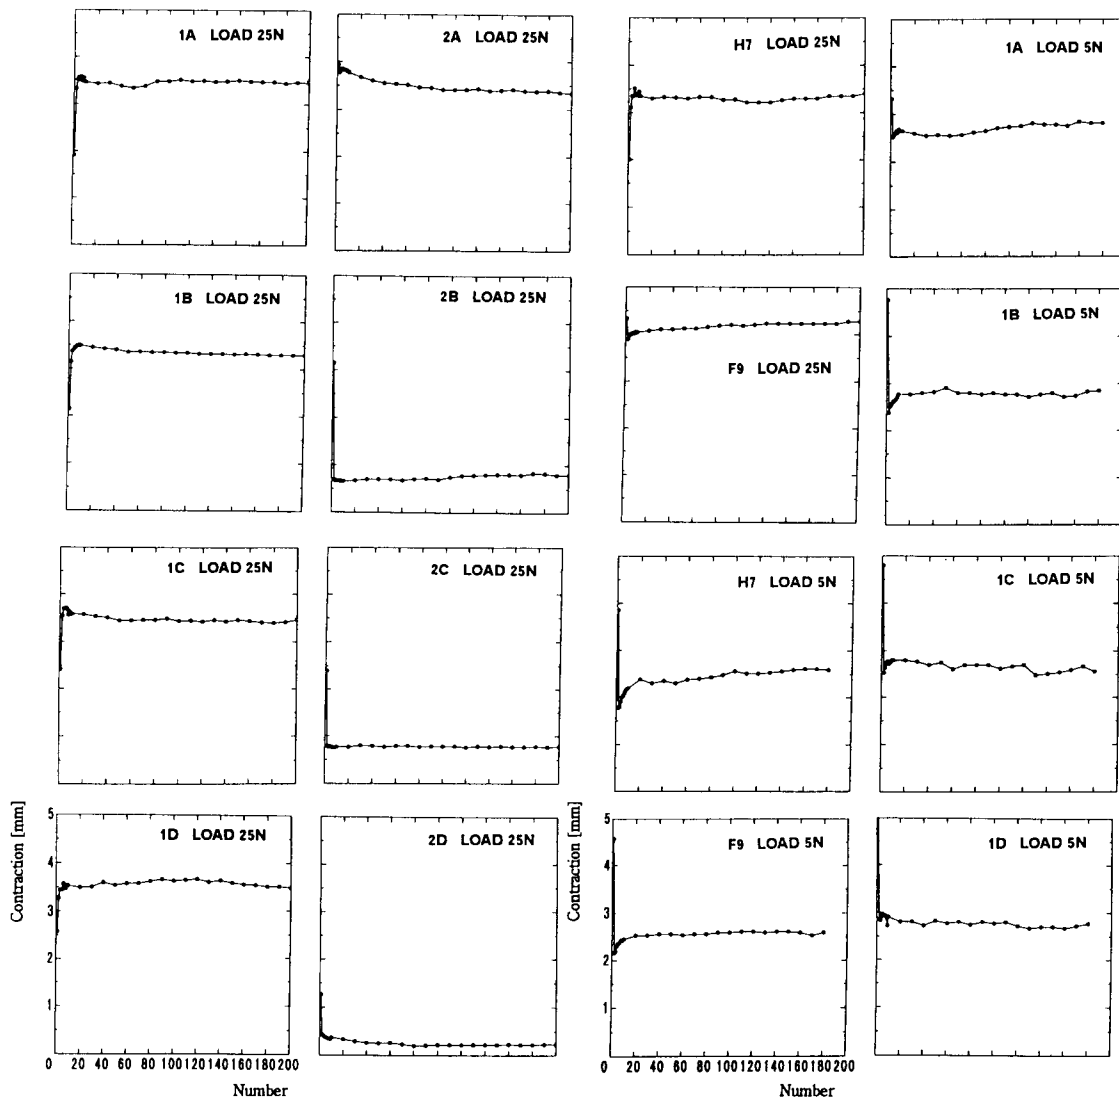 1A LOAD 25N
2A LOAD 25N
H7 LOAD 25N
1A LOAD 5N
1B LOAD 25N
2B LOAD 25N
F9 LOAD 25N
1B LOAD 5N
1C LOAD 25N
2C LOAD 25N
H7 LOAD 5N
1C LOAD 5N
1D LOAD 25N
2D LOAD 25N
F9 LOAD 5N
1D LOAD 5N
Contraction [mm]
5
4
3
2
1
0 20 40 60 80 100 120 140 160 180 200
Number
Contraction [mm]
5
4
3
2
1
0 20 40 60 80 100 120 140 160 180 200
Number